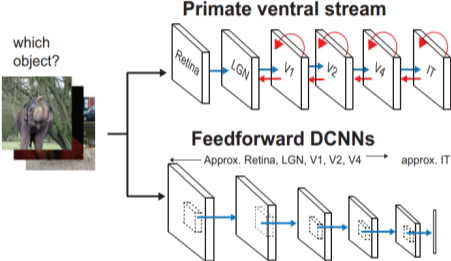 Primate ventral stream
which
object?
Retina
LGN
V1
V2
V4
IT
Feedforward DCNNs
Approx. Retina, LGN, V1, V2, V4
approx. IT